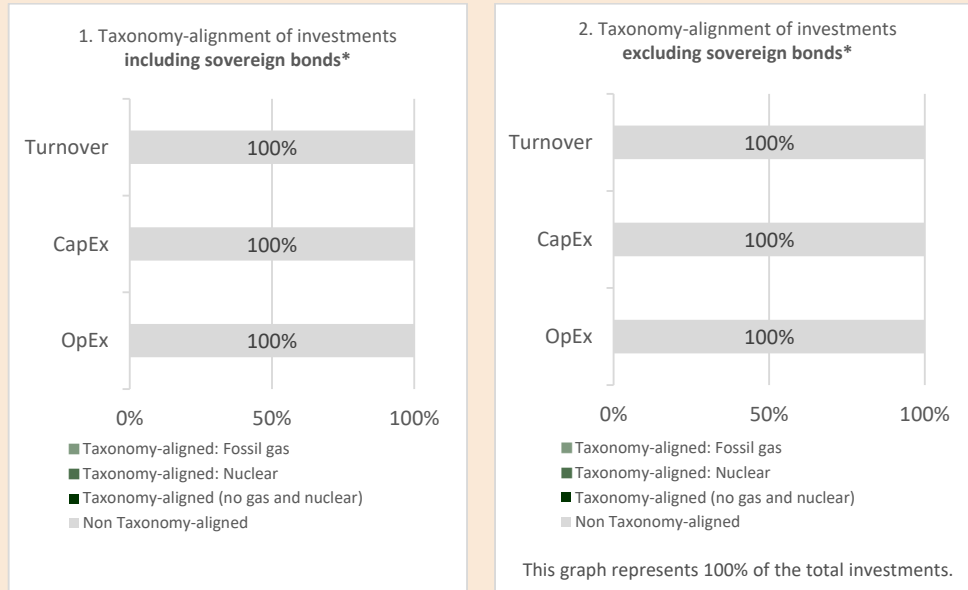 1. Taxonomy-alignment of investments
including sovereign bonds*
Turnover
100%
CapEx
100%
OpEx
100%
0%
50%
100%
Taxonomy-aligned: Fossil gas
Taxonomy-aligned: Nuclear
Taxonomy-aligned (no gas and nuclear)
Non Taxonomy-aligned
2. Taxonomy-alignment of investments
excluding sovereign bonds*
Turnover
100%
CapEx
100%
OpEx
100%
0%
50%
100%
Taxonomy-aligned: Fossil gas
Taxonomy-aligned: Nuclear
Taxonomy-aligned (no gas and nuclear)
Non Taxonomy-aligned
This graph represents 100% of the total investments.